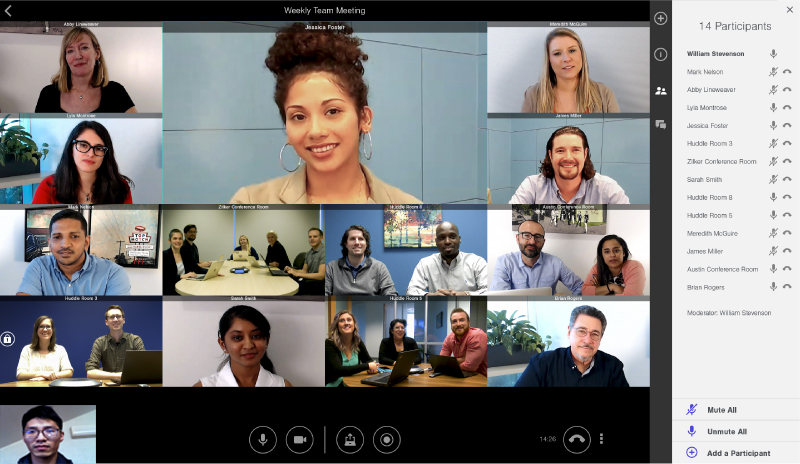 Weekly Team Meeting
Abby Lineweaver
Jessica Foster
Meredith McGuire
Lyla Montrose
James Miller
Mark Nelson
Zilker Conference Room
Huddle Room 8
Austin Conference Room
Huddle Room 3
Sarah Smith
Huddle Room 5
Brian Rogers
14:26
14 Participants
William Stevenson
Mark Nelson
Abby Lineweaver
Lyla Montrose
Jessica Foster
Huddle Room 3
Zilker Conference Room
Sarah Smith
Huddle Room 8
Huddle Room 5
Meredith McGuire
James Miller
Austin Conference Room
Brian Rogers
Moderator: William Stevenson
Mute All
Unmute All
Add a Participant